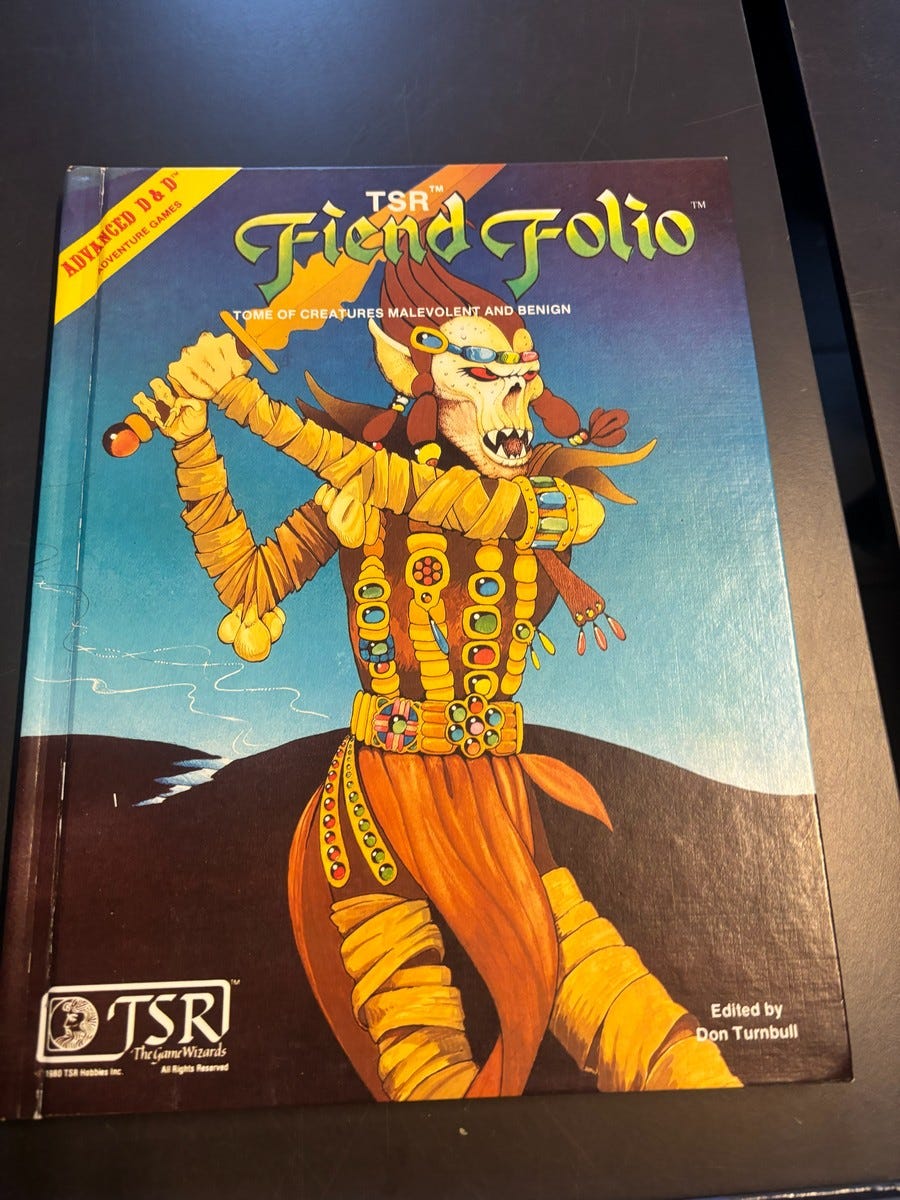 ADVANCED D & D™
ADVENTURE GAMES
TSR™
Fiend Folio™
TOME OF CREATURES MALEVOLENT AND BENIGN
Edited by
Don Turnbull
TSR™
The Game Wizards
1980 TSR Hobbies Inc. All Rights Reserved